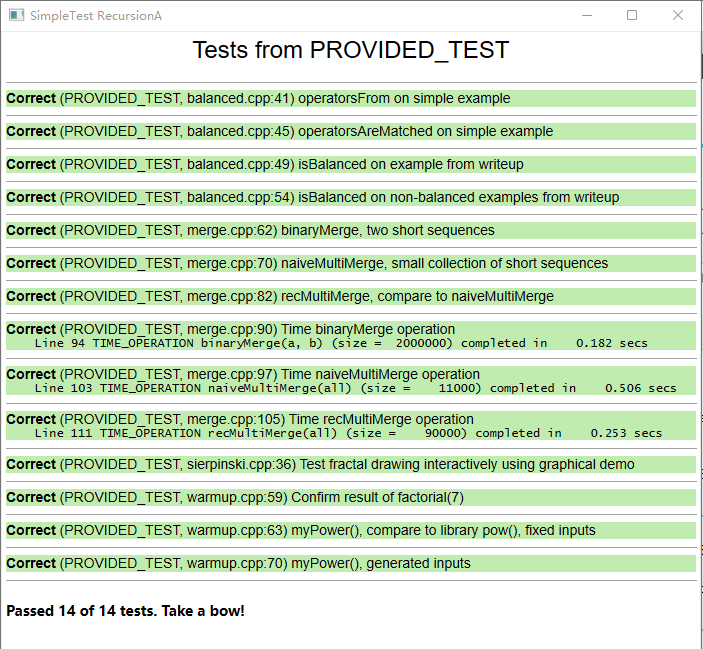 SimpleTest RecursionA
Tests from PROVIDED_TEST
Correct (PROVIDED_TEST, balanced.cpp:41) operatorsFrom on simple example
Correct (PROVIDED_TEST, balanced.cpp:45) operatorsAreMatched on simple example
Correct (PROVIDED_TEST, balanced.cpp:49) isBalanced on example from writeup
Correct (PROVIDED_TEST, balanced.cpp:54) isBalanced on non-balanced examples from writeup
Correct (PROVIDED_TEST, merge.cpp:62) binaryMerge, two short sequences
Correct (PROVIDED_TEST, merge.cpp:70) naiveMultiMerge, small collection of short sequences
Correct (PROVIDED_TEST, merge.cpp:82) recMultiMerge, compare to naiveMultiMerge
Correct (PROVIDED_TEST, merge.cpp:90) Time binaryMerge operation
Line 94 TIME_OPERATION binaryMerge(a, b) (size =  2000000) completed in    0.182 secs
Correct (PROVIDED_TEST, merge.cpp:97) Time naiveMultiMerge operation
Line 103 TIME_OPERATION naiveMultiMerge(all) (size =    11000) completed in    0.506 secs
Correct (PROVIDED_TEST, merge.cpp:105) Time recMultiMerge operation
Line 111 TIME_OPERATION recMultiMerge(all) (size =    90000) completed in    0.253 secs
Correct (PROVIDED_TEST, sierpinski.cpp:36) Test fractal drawing interactively using graphical demo
Correct (PROVIDED_TEST, warmup.cpp:59) Confirm result of factorial(7)
Correct (PROVIDED_TEST, warmup.cpp:63) myPower(), compare to library pow(), fixed inputs
Correct (PROVIDED_TEST, warmup.cpp:70) myPower(), generated inputs
Passed 14 of 14 tests. Take a bow!